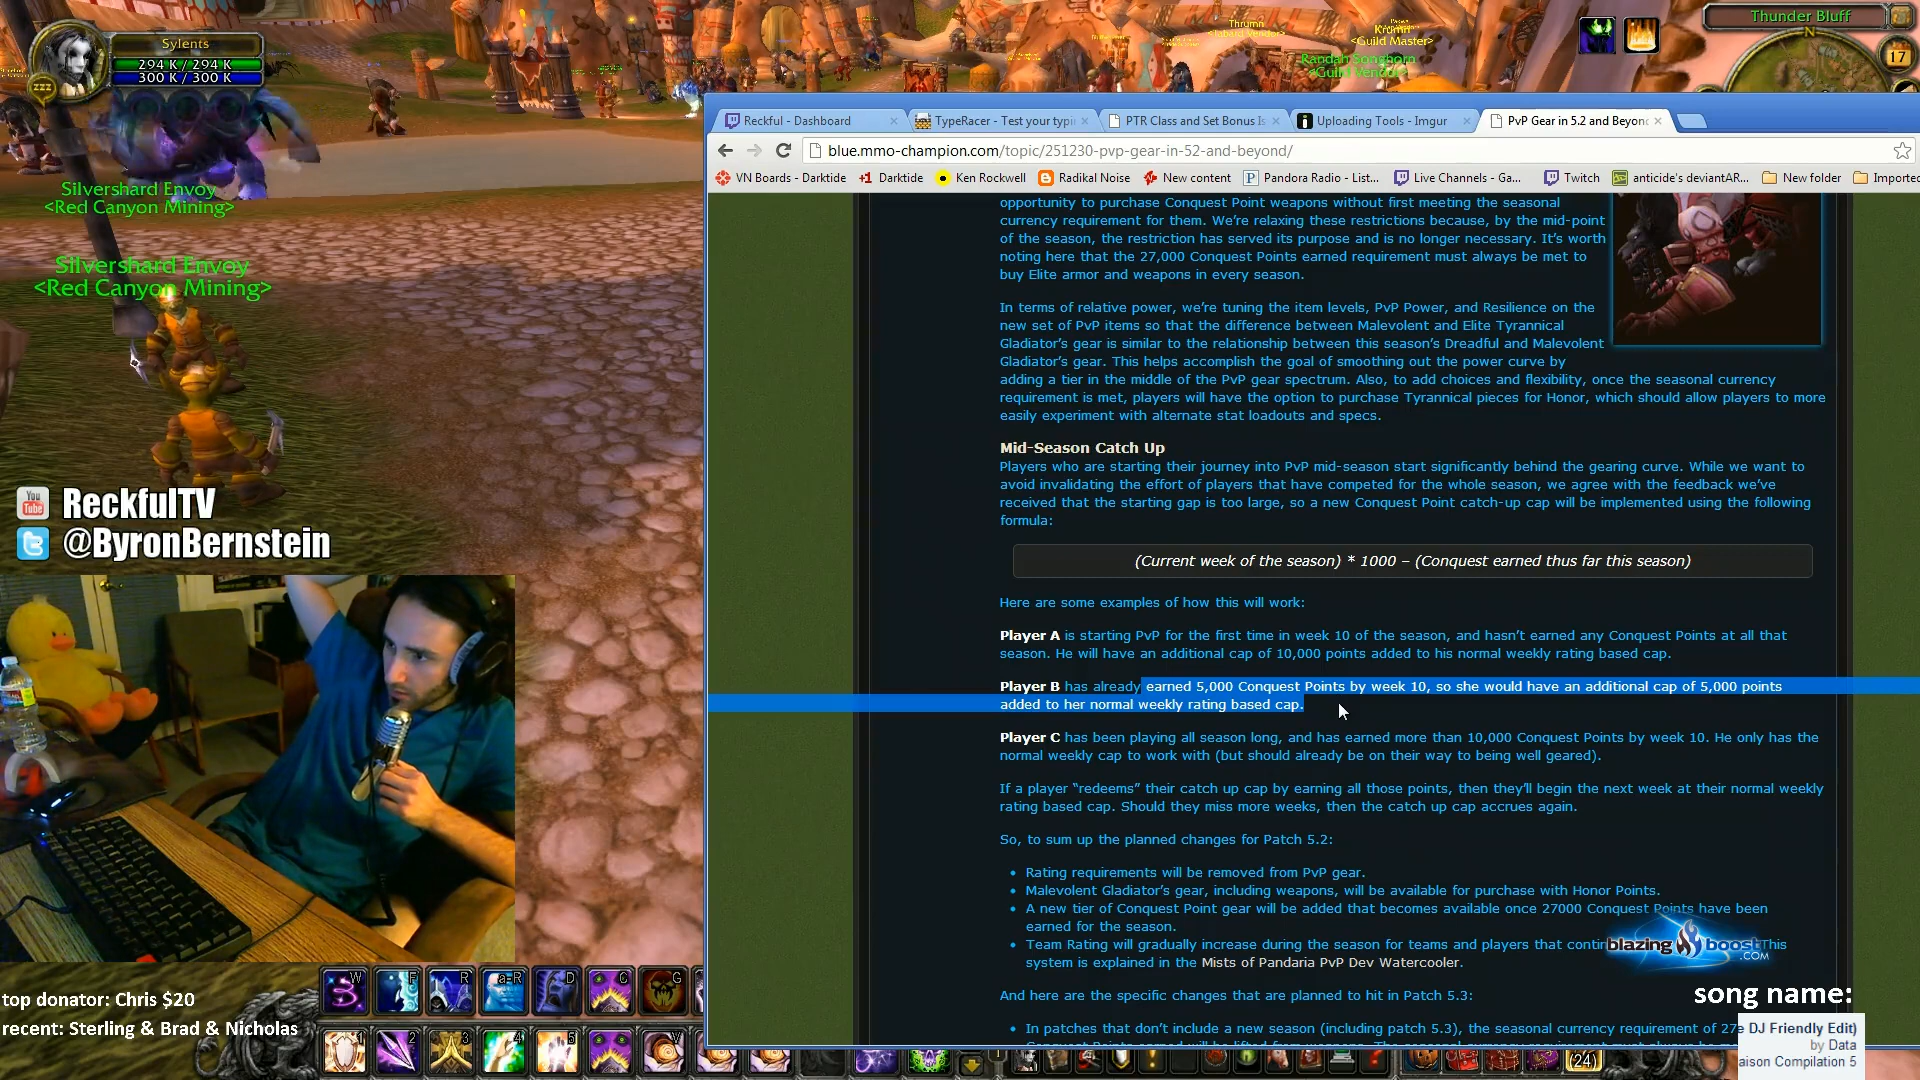 Sylents
294 K / 294 K
300 K / 300 K
zzz
Thrumn
<Tabard Vendor>
Krumn
<Guild Master>
Randah Songhorn
<Guild Vendor>
Thunder Bluff
N
17
Silvershard Envoy
<Red Canyon Mining>
Silvershard Envoy
<Red Canyon Mining>
You Tube ReckfulTV
@ByronBernstein
Reckful - Dashboard
TypeRacer - Test your typi
PTR Class and Set Bonus Is
Uploading Tools - Imgur
PvP Gear in 5.2 and Beyon
blue.mmo-champion.com/topic/251230-pvp-gear-in-52-and-beyond/
VN Boards - Darktide
+1 Darktide
Ken Rockwell
Radikal Noise
New content
P Pandora Radio - List...
Live Channels - Ga...
Twitch
anticide's deviantAR...
New folder
Imported
opportunity to purchase Conquest Point weapons without first meeting the seasonal
currency requirement for them. We're relaxing these restrictions because, by the mid-point
of the season, the restriction has served its purpose and is no longer necessary. It's worth
noting here that the 27,000 Conquest Points earned requirement must always be met to
buy Elite armor and weapons in every season.
In terms of relative power, we're tuning the item levels, PvP Power, and Resilience on the
new set of PvP items so that the difference between Malevolent and Elite Tyrannical
Gladiator's gear is similar to the relationship between this season's Dreadful and Malevolent
Gladiator's gear. This helps accomplish the goal of smoothing out the power curve by
adding a tier in the middle of the PvP gear spectrum. Also, to add choices and flexibility, once the seasonal currency
requirement is met, players will have the option to purchase Tyrannical pieces for Honor, which should allow players to more
easily experiment with alternate stat loadouts and specs.
Mid-Season Catch Up
Players who are starting their journey into PvP mid-season start significantly behind the gearing curve. While we want to
avoid invalidating the effort of players that have competed for the whole season, we agree with the feedback we've
received that the starting gap is too large, so a new Conquest Point catch-up cap will be implemented using the following
formula:
(Current week of the season) * 1000 – (Conquest earned thus far this season)
Here are some examples of how this will work:
Player A is starting PvP for the first time in week 10 of the season, and hasn't earned any Conquest Points at all that
season. He will have an additional cap of 10,000 points added to his normal weekly rating based cap.
Player B has already earned 5,000 Conquest Points by week 10, so she would have an additional cap of 5,000 points
added to her normal weekly rating based cap.
Player C has been playing all season long, and has earned more than 10,000 Conquest Points by week 10. He only has the
normal weekly cap to work with (but should already be on their way to being well geared).
If a player “redeems” their catch up cap by earning all those points, then they'll begin the next week at their normal weekly
rating based cap. Should they miss more weeks, then the catch up cap accrues again.
So, to sum up the planned changes for Patch 5.2:
• Rating requirements will be removed from PvP gear.
• Malevolent Gladiator's gear, including weapons, will be available for purchase with Honor Points.
• A new tier of Conquest Point gear will be added that becomes available once 27000 Conquest Points have been
earned for the season.
• Team Rating will gradually increase during the season for teams and players that contin This
system is explained in the Mists of Pandaria PvP Dev Watercooler.
And here are the specific changes that are planned to hit in Patch 5.3:
• In patches that don't include a new season (including patch 5.3), the seasonal currency requirement of 27
blazing boost
.COM
song name:
e DJ Friendly Edit)
by Data
aison Compilation 5
top donator: Chris $20
recent: Sterling & Brad & Nicholas
W F R a-R D C G
1 2 3 4 5 W
1
(24)